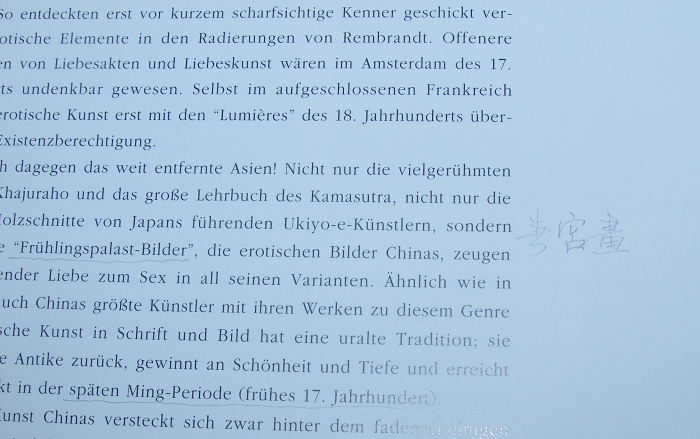 So entdeckten erst vor kurzem scharfsichtige Kenner geschickt ver-
otische Elemente in den Radierungen von Rembrandt. Offenere
en von Liebesakten und Liebeskunst wären im Amsterdam des 17.
ts undenkbar gewesen. Selbst im aufgeschlossenen Frankreich
erotische Kunst erst mit den “Lumières” des 18. Jahrhunderts über-
Existenzberechtigung.
h dagegen das weit entfernte Asien! Nicht nur die vielgerühmten
Khajuraho und das große Lehrbuch des Kamasutra, nicht nur die
Holzschnitte von Japans führenden Ukiyo-e-Künstlern, sondern
e “Frühlingspalast-Bilder”, die erotischen Bilder Chinas, zeugen
春宮畫
ender Liebe zum Sex in all seinen Varianten. Ähnlich wie in
uch Chinas größte Künstler mit ihren Werken zu diesem Genre
sche Kunst in Schrift und Bild hat eine uralte Tradition; sie
e Antike zurück, gewinnt an Schönheit und Tiefe und erreicht
kt in der späten Ming-Periode (frühes 17. Jahrhundert).
Kunst Chinas versteckt sich zwar hinter dem